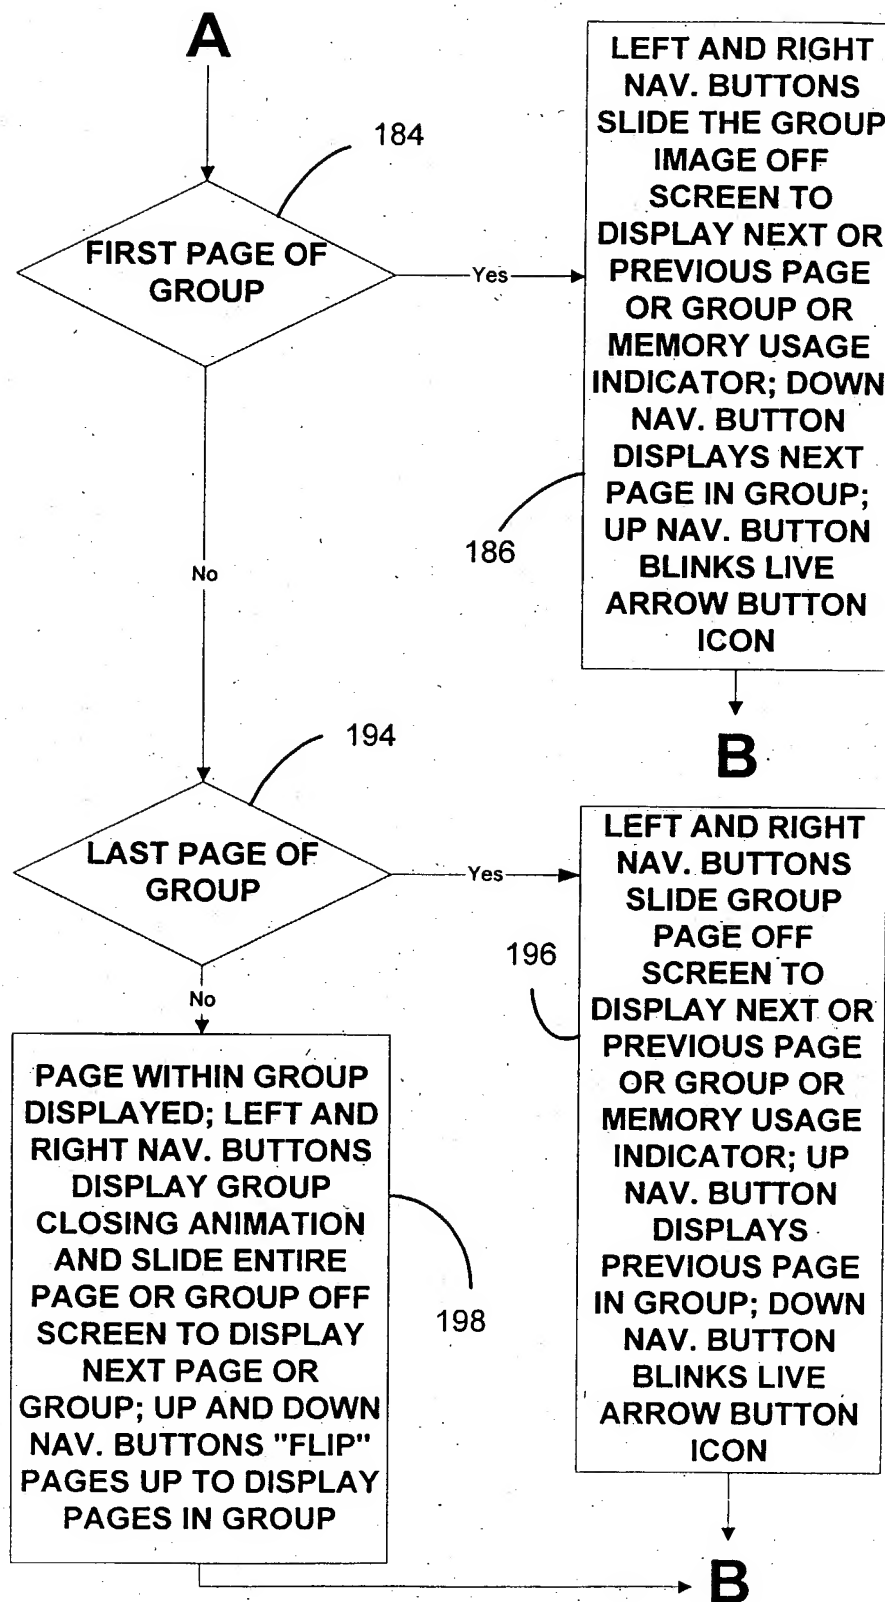 A
184
FIRST PAGE OF
GROUP
Yes
LEFT AND RIGHT
NAV. BUTTONS
SLIDE THE GROUP
IMAGE OFF
SCREEN TO
DISPLAY NEXT OR
PREVIOUS PAGE
OR GROUP OR
MEMORY USAGE
INDICATOR; DOWN
NAV. BUTTON
DISPLAYS NEXT
PAGE IN GROUP;
UP NAV. BUTTON
BLINKS LIVE
ARROW BUTTON
ICON
186
B
No
194
LAST PAGE OF
GROUP
Yes
LEFT AND RIGHT
NAV. BUTTONS
SLIDE GROUP
PAGE OFF
SCREEN TO
DISPLAY NEXT OR
PREVIOUS PAGE
OR GROUP OR
MEMORY USAGE
INDICATOR; UP
NAV. BUTTON
DISPLAYS
PREVIOUS PAGE
IN GROUP; DOWN
NAV. BUTTON
BLINKS LIVE
ARROW BUTTON
ICON
196
No
PAGE WITHIN GROUP
DISPLAYED; LEFT AND
RIGHT NAV. BUTTONS
DISPLAY GROUP
CLOSING ANIMATION
AND SLIDE ENTIRE
PAGE OR GROUP OFF
SCREEN TO DISPLAY
NEXT PAGE OR
GROUP; UP AND DOWN
NAV. BUTTONS "FLIP"
PAGES UP TO DISPLAY
PAGES IN GROUP
198
B